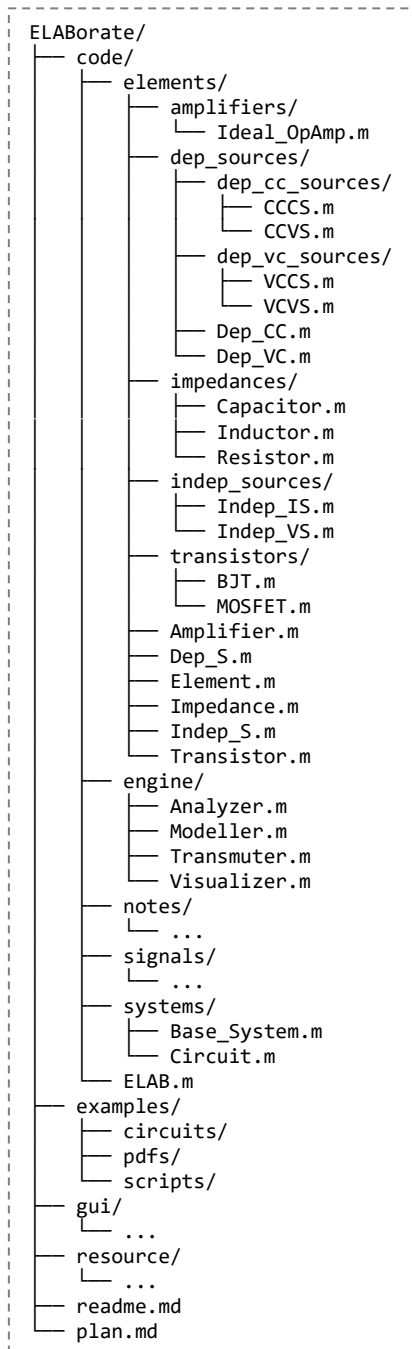 ELABorate/
├── code/
│   ├── elements/
│   │   ├── amplifiers/
│   │   │   └── Ideal_OpAmp.m
│   │   ├── dep_sources/
│   │   │   ├── dep_cc_sources/
│   │   │   │   ├── CCCS.m
│   │   │   │   └── CCVS.m
│   │   │   ├── dep_vc_sources/
│   │   │   │   ├── VCCS.m
│   │   │   │   └── VCVS.m
│   │   │   ├── Dep_CC.m
│   │   │   └── Dep_VC.m
│   │   ├── impedances/
│   │   │   ├── Capacitor.m
│   │   │   ├── Inductor.m
│   │   │   └── Resistor.m
│   │   ├── indep_sources/
│   │   │   ├── Indep_IS.m
│   │   │   └── Indep_VS.m
│   │   ├── transistors/
│   │   │   ├── BJT.m
│   │   │   └── MOSFET.m
│   │   ├── Amplifier.m
│   │   ├── Dep_S.m
│   │   ├── Element.m
│   │   ├── Impedance.m
│   │   ├── Indep_S.m
│   │   └── Transistor.m
│   ├── engine/
│   │   ├── Analyzer.m
│   │   ├── Modeller.m
│   │   ├── Transmuter.m
│   │   └── Visualizer.m
│   ├── notes/
│   │   └── ...
│   ├── signals/
│   │   └── ...
│   ├── systems/
│   │   ├── Base_System.m
│   │   └── Circuit.m
│   └── ELAB.m
├── examples/
│   ├── circuits/
│   ├── pdfs/
│   └── scripts/
├── gui/
│   └── ...
├── resource/
│   └── ...
├── readme.md
└── plan.md